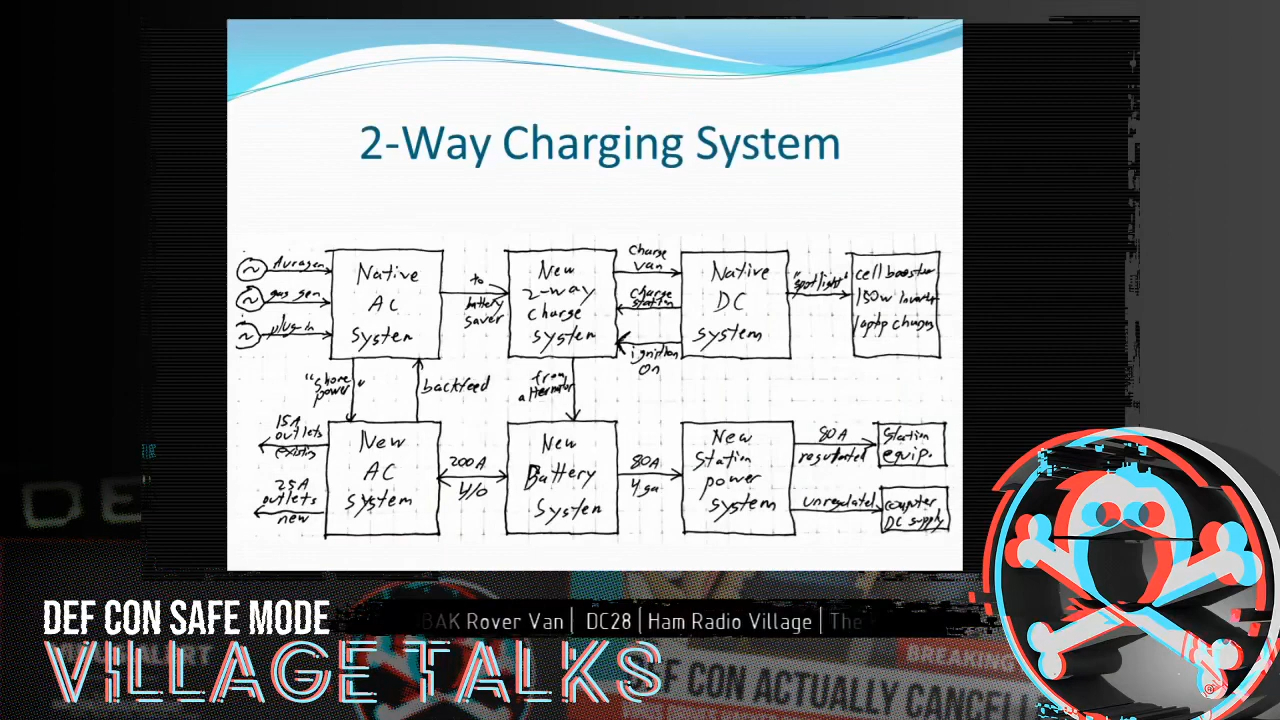 2-Way Charging System
duragen
gas gen
plug-in
Native
AC
system
to
battery
saver
New
2-way
charge
system
charge
van
charge
station
ignition
on
Native
DC
system
"spotlight"
cell booster
150w inverter
laptop charger
"shore
power"
backfeed
from
alternator
15A
outlets
existing
25A
outlets
new
New
AC
system
200A
4/0
New
Battery
System
80A
4ga
New
Station
power
system
80A
regulated
unregulated
Station
equip.
computer
DC supply
DEF CON SAFE MODE
VILLAGE TALKS
AK Rover Van | DC28 | Ham Radio Village | The
BREAKING
DEF CON ACTUALLY CANCELL